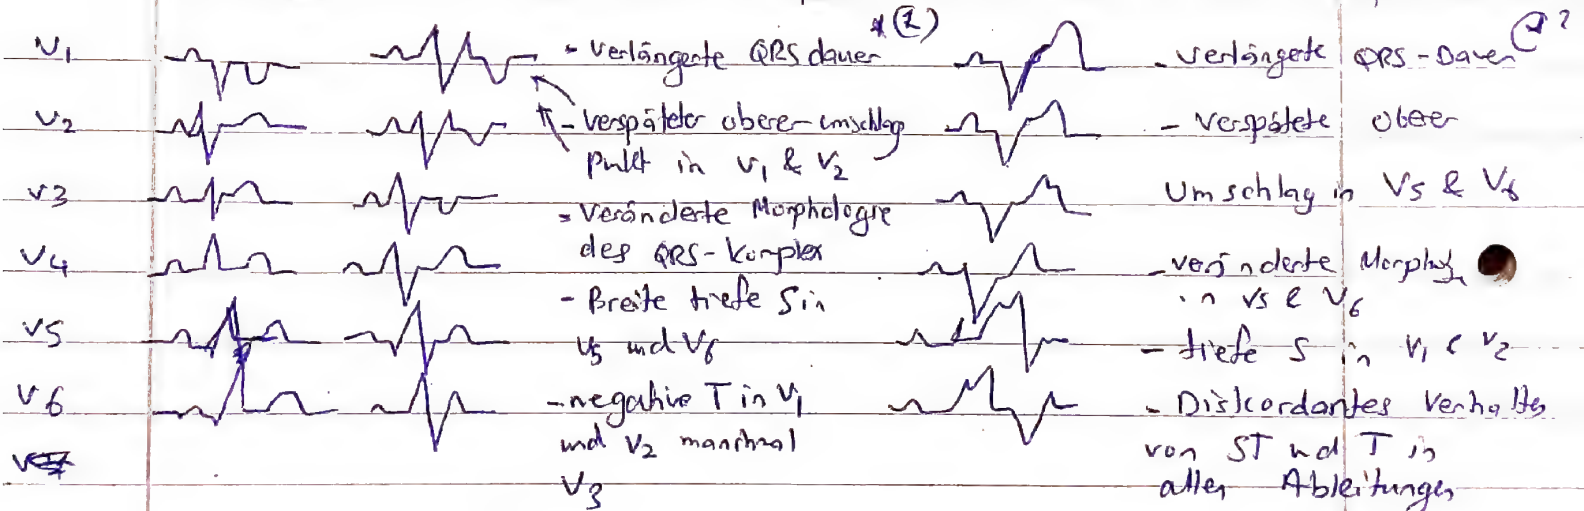 V1
V2
V3
V4
V5
V6
- verlängerte QRS dauer *(1)
- verspäteter oberer umschlag
punkt in V1 & V2
- Veränderte Morphologie
des QRS-Komplex
- Breite tiefe S in
V5 und V6
- negative T in V1
und V2 manchmal
V3
- verlängerte QRS-Dauer (*?
- verspätete oberer
Umschlag in V5 & V6
- veränderte Morphol
in V5 & V6
- tiefe S in V1 & V2
- Diskordantes Verhalten
von ST und T in
allen Ableitungen